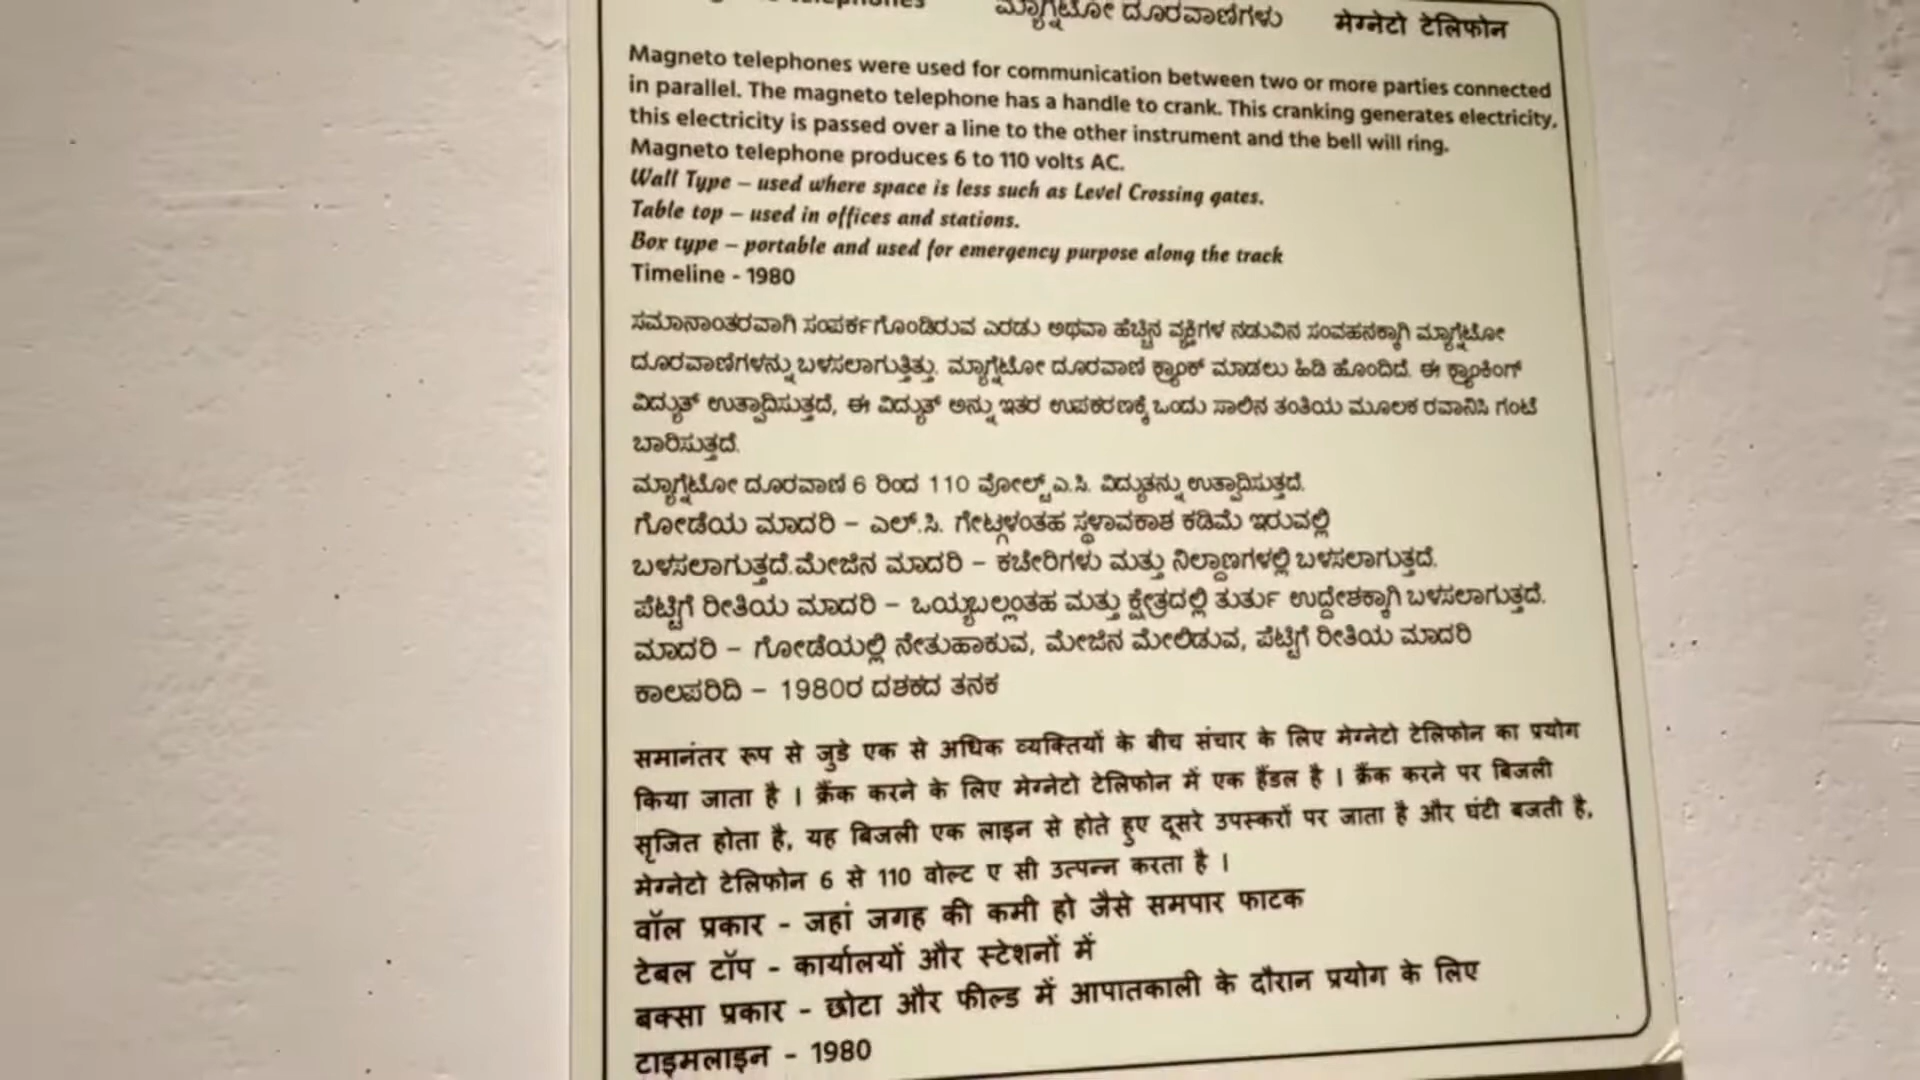 telephones ಮ್ಯಾಗ್ನೆಟೋ ದೂರವಾಣಿಗಳು मेग्नेटो टेलिफोन
Magneto telephones were used for communication between two or more parties connected
in parallel. The magneto telephone has a handle to crank. This cranking generates electricity,
this electricity is passed over a line to the other instrument and the bell will ring.
Magneto telephone produces 6 to 110 volts AC.
Wall Type – used where space is less such as Level Crossing gates.
Table top – used in offices and stations.
Box type – portable and used for emergency purpose along the track
Timeline - 1980
ಸಮಾನಾಂತರವಾಗಿ ಸಂಪರ್ಕಗೊಂಡಿರುವ ಎರಡು ಅಥವಾ ಹೆಚ್ಚಿನ ವ್ಯಕ್ತಿಗಳ ನಡುವಿನ ಸಂವಹನಕ್ಕಾಗಿ ಮ್ಯಾಗ್ನೆಟೋ
ದೂರವಾಣಿಗಳನ್ನು ಬಳಸಲಾಗುತ್ತಿತ್ತು. ಮ್ಯಾಗ್ನೆಟೋ ದೂರವಾಣಿ ಕ್ರ್ಯಾಂಕ್ ಮಾಡಲು ಹಿಡಿ ಹೊಂದಿದೆ. ಈ ಕ್ರ್ಯಾಂಕಿಂಗ್
ವಿದ್ಯುತ್ ಉತ್ಪಾದಿಸುತ್ತದೆ, ಈ ವಿದ್ಯುತ್ ಅನ್ನು ಇತರ ಉಪಕರಣಕ್ಕೆ ಒಂದು ಸಾಲಿನ ತಂತಿಯ ಮೂಲಕ ರವಾನಿಸಿ ಗಂಟೆ
ಬಾರಿಸುತ್ತದೆ.
ಮ್ಯಾಗ್ನೆಟೋ ದೂರವಾಣಿ 6 ರಿಂದ 110 ವೋಲ್ಟ್ ಎ.ಸಿ. ವಿದ್ಯುತನ್ನು ಉತ್ಪಾದಿಸುತ್ತದೆ.
ಗೋಡೆಯ ಮಾದರಿ – ಎಲ್.ಸಿ. ಗೇಟ್ಗಳಂತಹ ಸ್ಥಳಾವಕಾಶ ಕಡಿಮೆ ಇರುವಲ್ಲಿ
ಬಳಸಲಾಗುತ್ತದೆ.ಮೇಜಿನ ಮಾದರಿ – ಕಚೇರಿಗಳು ಮತ್ತು ನಿಲ್ದಾಣಗಳಲ್ಲಿ ಬಳಸಲಾಗುತ್ತದೆ.
ಪೆಟ್ಟಿಗೆ ರೀತಿಯ ಮಾದರಿ – ಒಯ್ಯಬಲ್ಲಂತಹ ಮತ್ತು ಕ್ಷೇತ್ರದಲ್ಲಿ ತುರ್ತು ಉದ್ದೇಶಕ್ಕಾಗಿ ಬಳಸಲಾಗುತ್ತದೆ.
ಮಾದರಿ – ಗೋಡೆಯಲ್ಲಿ ನೇತುಹಾಕುವ, ಮೇಜಿನ ಮೇಲಿಡುವ, ಪೆಟ್ಟಿಗೆ ರೀತಿಯ ಮಾದರಿ
ಕಾಲಪರಿದಿ – 1980ರ ದಶಕದ ತನಕ
समानंतर रूप से जुडे एक से अधिक व्यक्तियों के बीच संचार के लिए मेग्नेटो टेलिफोन का प्रयोग
किया जाता है । क्रैंक करने के लिए मेग्नेटो टेलिफोन में एक हैंडल है । क्रैंक करने पर बिजली
सृजित होता है, यह बिजली एक लाइन से होते हुए दूसरे उपस्करों पर जाता है और घंटी बजती है,
मेग्नेटो टेलिफोन 6 से 110 वोल्ट ए सी उत्पन्न करता है ।
वॉल प्रकार - जहां जगह की कमी हो जैसे समपार फाटक
टेबल टॉप - कार्यालयों और स्टेशनों में
बक्सा प्रकार - छोटा और फील्ड में आपातकाली के दौरान प्रयोग के लिए
टाइमलाइन - 1980